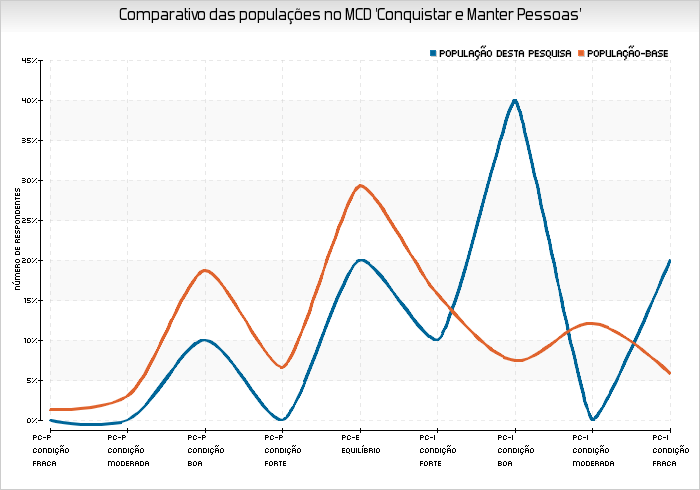 Comparativo das populações no MCD 'Conquistar e Manter Pessoas'
POPULAÇÃO DESTA PESQUISA POPULAÇÃO-BASE
45%
40%
35%
30%
25%
20%
15%
10%
5%
0%
NÚMERO DE RESPONDENTES
PC-P CONDIÇÃO FRACA
PC-P CONDIÇÃO MODERADA
PC-P CONDIÇÃO BOA
PC-P CONDIÇÃO FORTE
PC-E EQUILÍBRIO
PC-I CONDIÇÃO FORTE
PC-I CONDIÇÃO BOA
PC-I CONDIÇÃO MODERADA
PC-I CONDIÇÃO FRACA